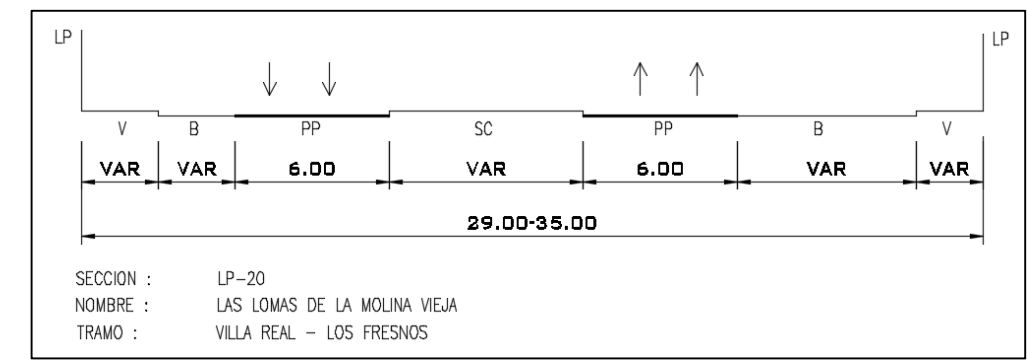 LP LP
V B PP SC PP B V
VAR VAR 6.00 VAR 6.00 VAR VAR
29.00-35.00
SECCION : LP-20
NOMBRE : LAS LOMAS DE LA MOLINA VIEJA
TRAMO : VILLA REAL - LOS FRESNOS